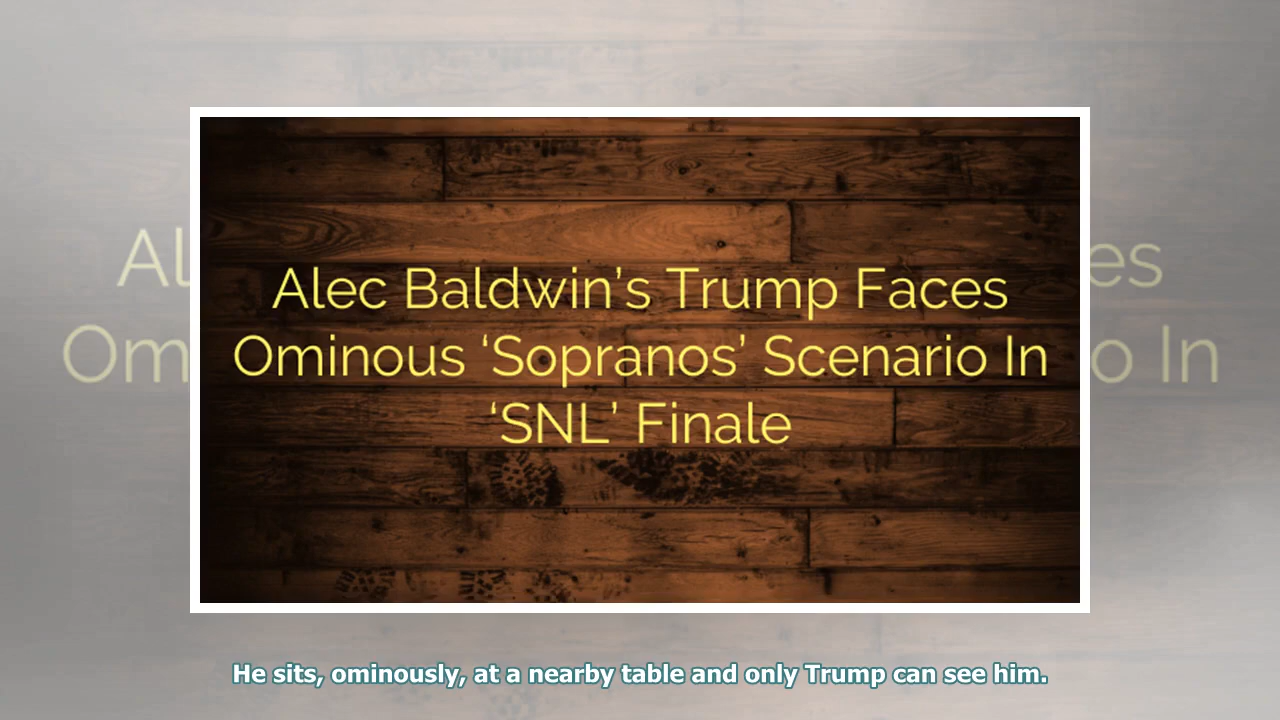 Alec Baldwin’s Trump Faces
Ominous ‘Sopranos’ Scenario In
‘SNL’ Finale
He sits, ominously, at a nearby table and only Trump can see him.